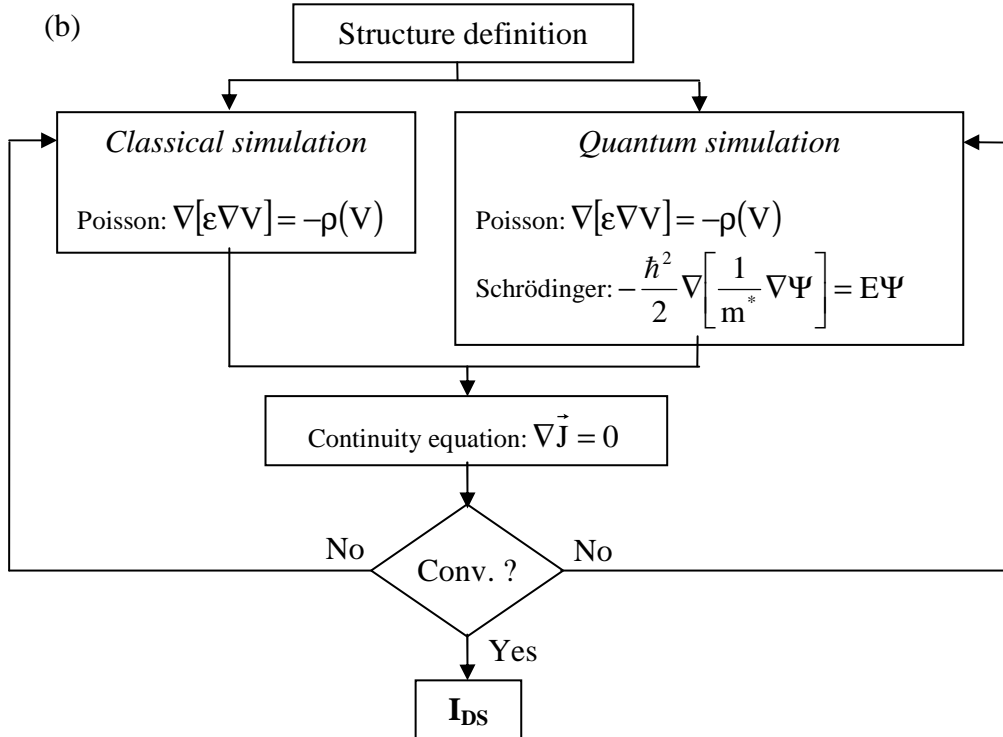 (b)
Structure definition
Classical simulation
Poisson: ∇[ε∇V] = −ρ(V)
Quantum simulation
Poisson: ∇[ε∇V] = −ρ(V)
Schrödinger: −ħ²/2 ∇[1/m* ∇Ψ] = EΨ
Continuity equation: ∇J⃗ = 0
No
Conv. ?
No
Yes
I_DS